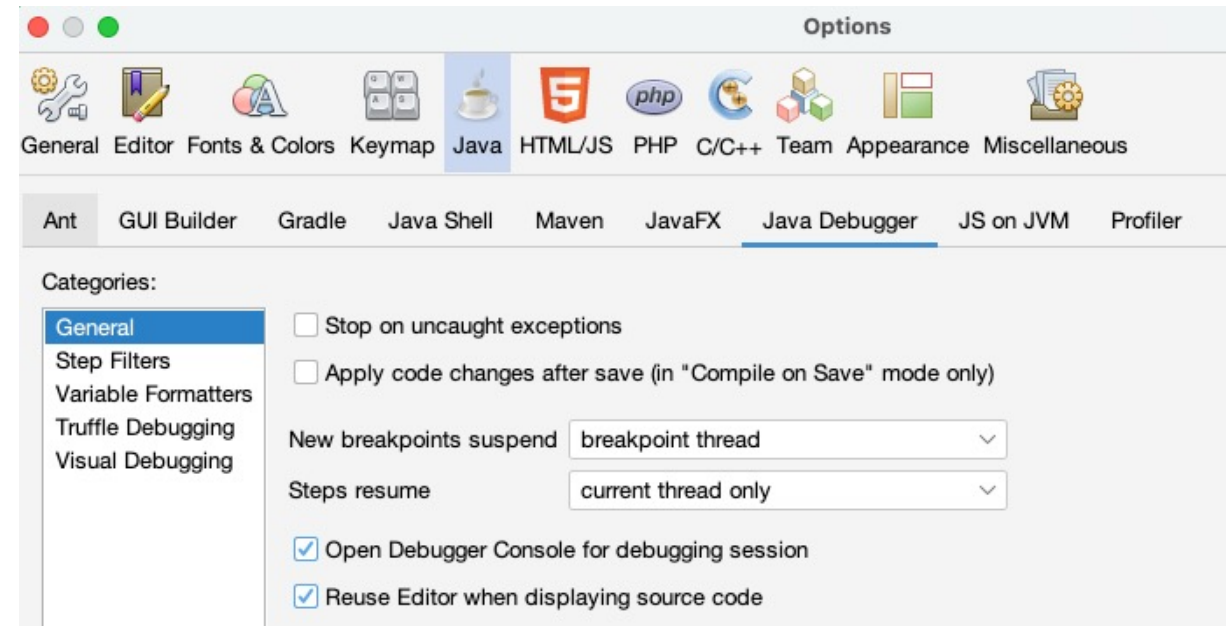 Options
General Editor Fonts & Colors Keymap Java HTML/JS PHP C/C++ Team Appearance Miscellaneous
Ant GUI Builder Gradle Java Shell Maven JavaFX Java Debugger JS on JVM Profiler
Categories:
General
Step Filters
Variable Formatters
Truffle Debugging
Visual Debugging
Stop on uncaught exceptions
Apply code changes after save (in "Compile on Save" mode only)
New breakpoints suspend breakpoint thread
Steps resume current thread only
Open Debugger Console for debugging session
Reuse Editor when displaying source code